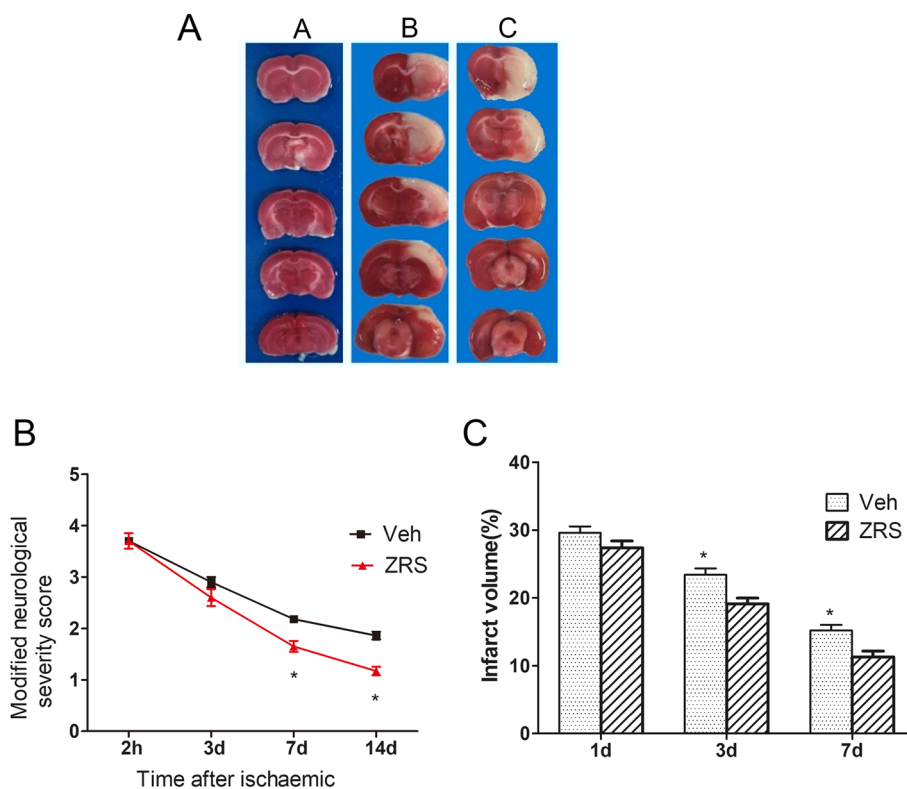 A
A
B
C
B
5
4
3
2
1
0
Modified neurological
severity score
Veh
ZRS
*
*
2h
3d
7d
14d
Time after ischaemic
C
40
30
20
10
0
Infarct volume(%)
Veh
ZRS
*
*
1d
3d
7d